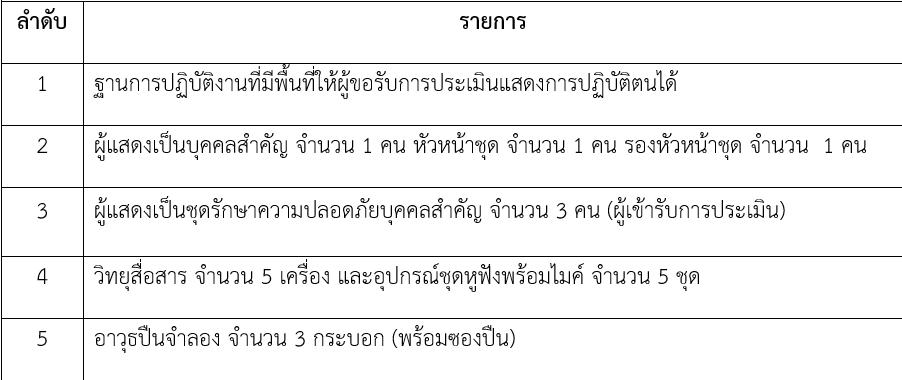 ลำดับ รายการ
1 ฐานการปฏิบัติงานที่มีพื้นที่ให้ผู้ขอรับการประเมินแสดงการปฏิบัติตนได้
2 ผู้แสดงเป็นบุคคลสำคัญ จำนวน 1 คน หัวหน้าชุด จำนวน 1 คน รองหัวหน้าชุด จำนวน 1 คน
3 ผู้แสดงเป็นชุดรักษาความปลอดภัยบุคคลสำคัญ จำนวน 3 คน (ผู้เข้ารับการประเมิน)
4 วิทยุสื่อสาร จำนวน 5 เครื่อง และอุปกรณ์ชุดหูฟังพร้อมไมค์ จำนวน 5 ชุด
5 อาวุธปืนจำลอง จำนวน 3 กระบอก (พร้อมซองปืน)